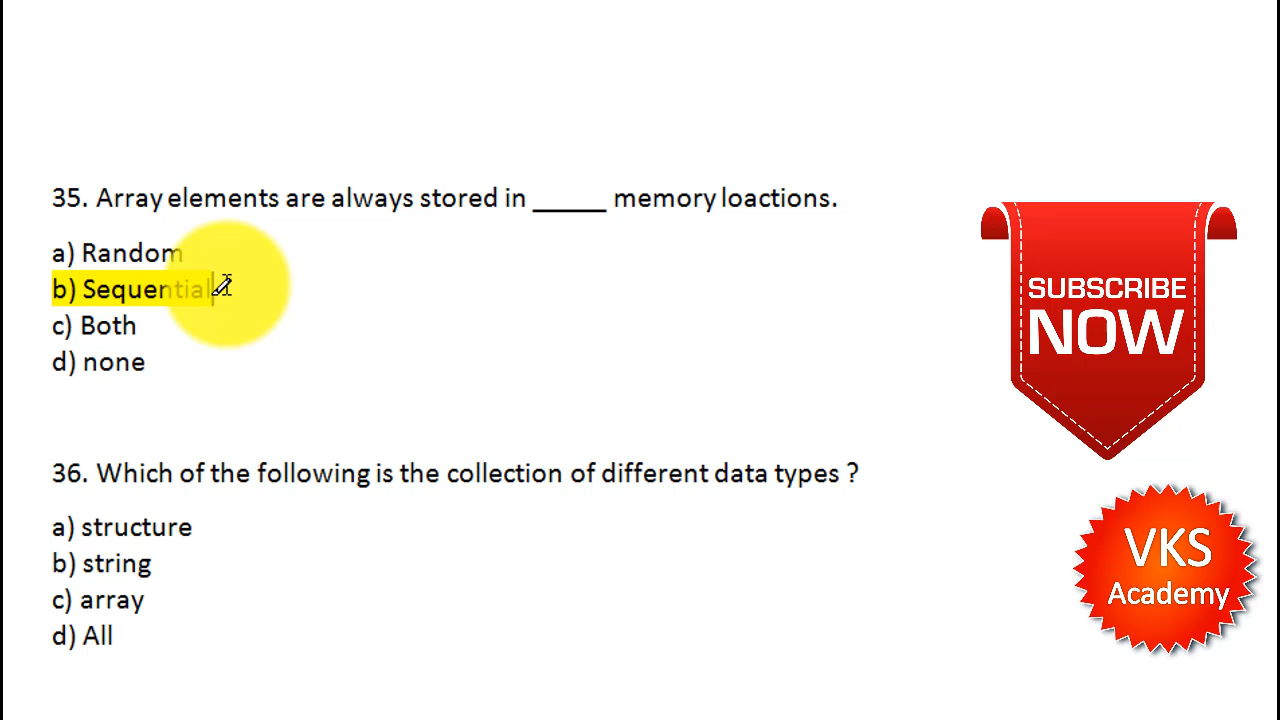 35. Array elements are always stored in _____ memory loactions.
a) Random
b) Sequential
c) Both
d) none
36. Which of the following is the collection of different data types ?
a) structure
b) string
c) array
d) All
SUBSCRIBE
NOW
VKS
Academy